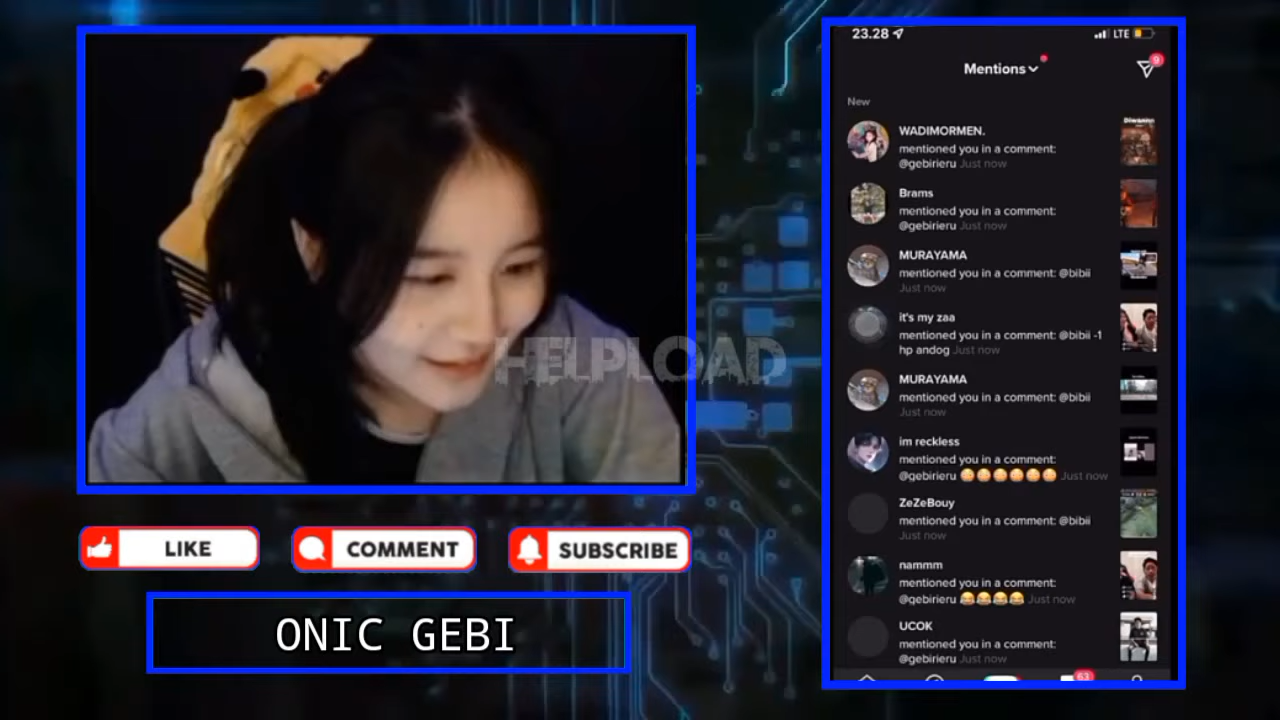 HELPLOAD
LIKE
COMMENT
SUBSCRIBE
ONIC GEBI
23.28
LTE
Mentions
9
New
WADIMORMEN.
mentioned you in a comment:
@gebirieru Just now
Brams
mentioned you in a comment:
@gebirieru Just now
MURAYAMA
mentioned you in a comment: @bibii
Just now
it's my zaa
mentioned you in a comment: @bibii -1
hp andog Just now
MURAYAMA
mentioned you in a comment: @bibii
Just now
im reckless
mentioned you in a comment:
@gebirieru 😳😳😳😳😳😳 Just now
ZeZeBouy
mentioned you in a comment: @bibii
Just now
nammm
mentioned you in a comment:
@gebirieru 😂😂😂😂 Just now
UCOK
mentioned you in a comment:
@gebirieru Just now
63